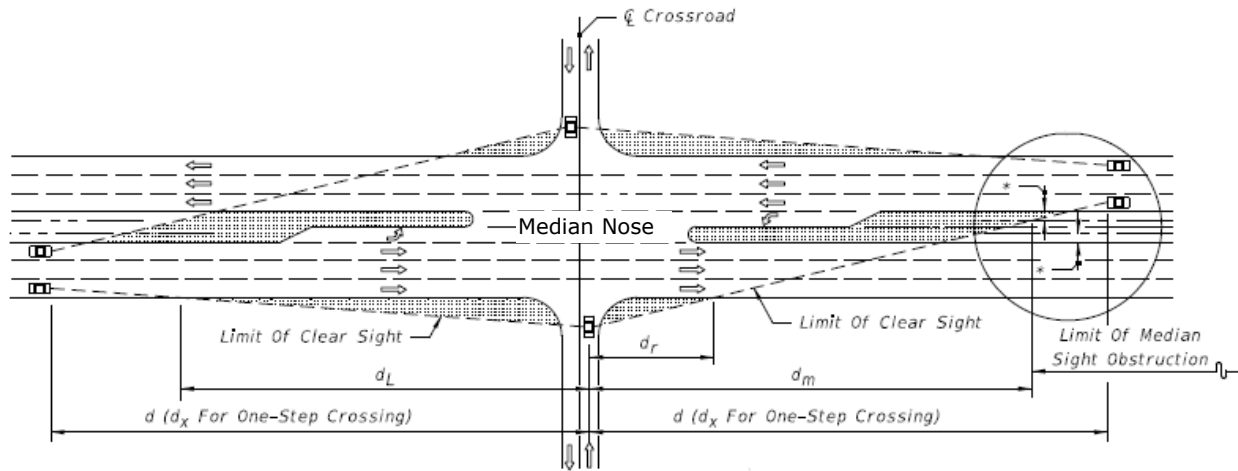 ℄ Crossroad
*
Median Nose
*
Limit Of Clear Sight
Limit Of Clear Sight
Limit Of Median
Sight Obstruction
d_r
d_L
d_m
d (d_x For One-Step Crossing)
d (d_x For One-Step Crossing)